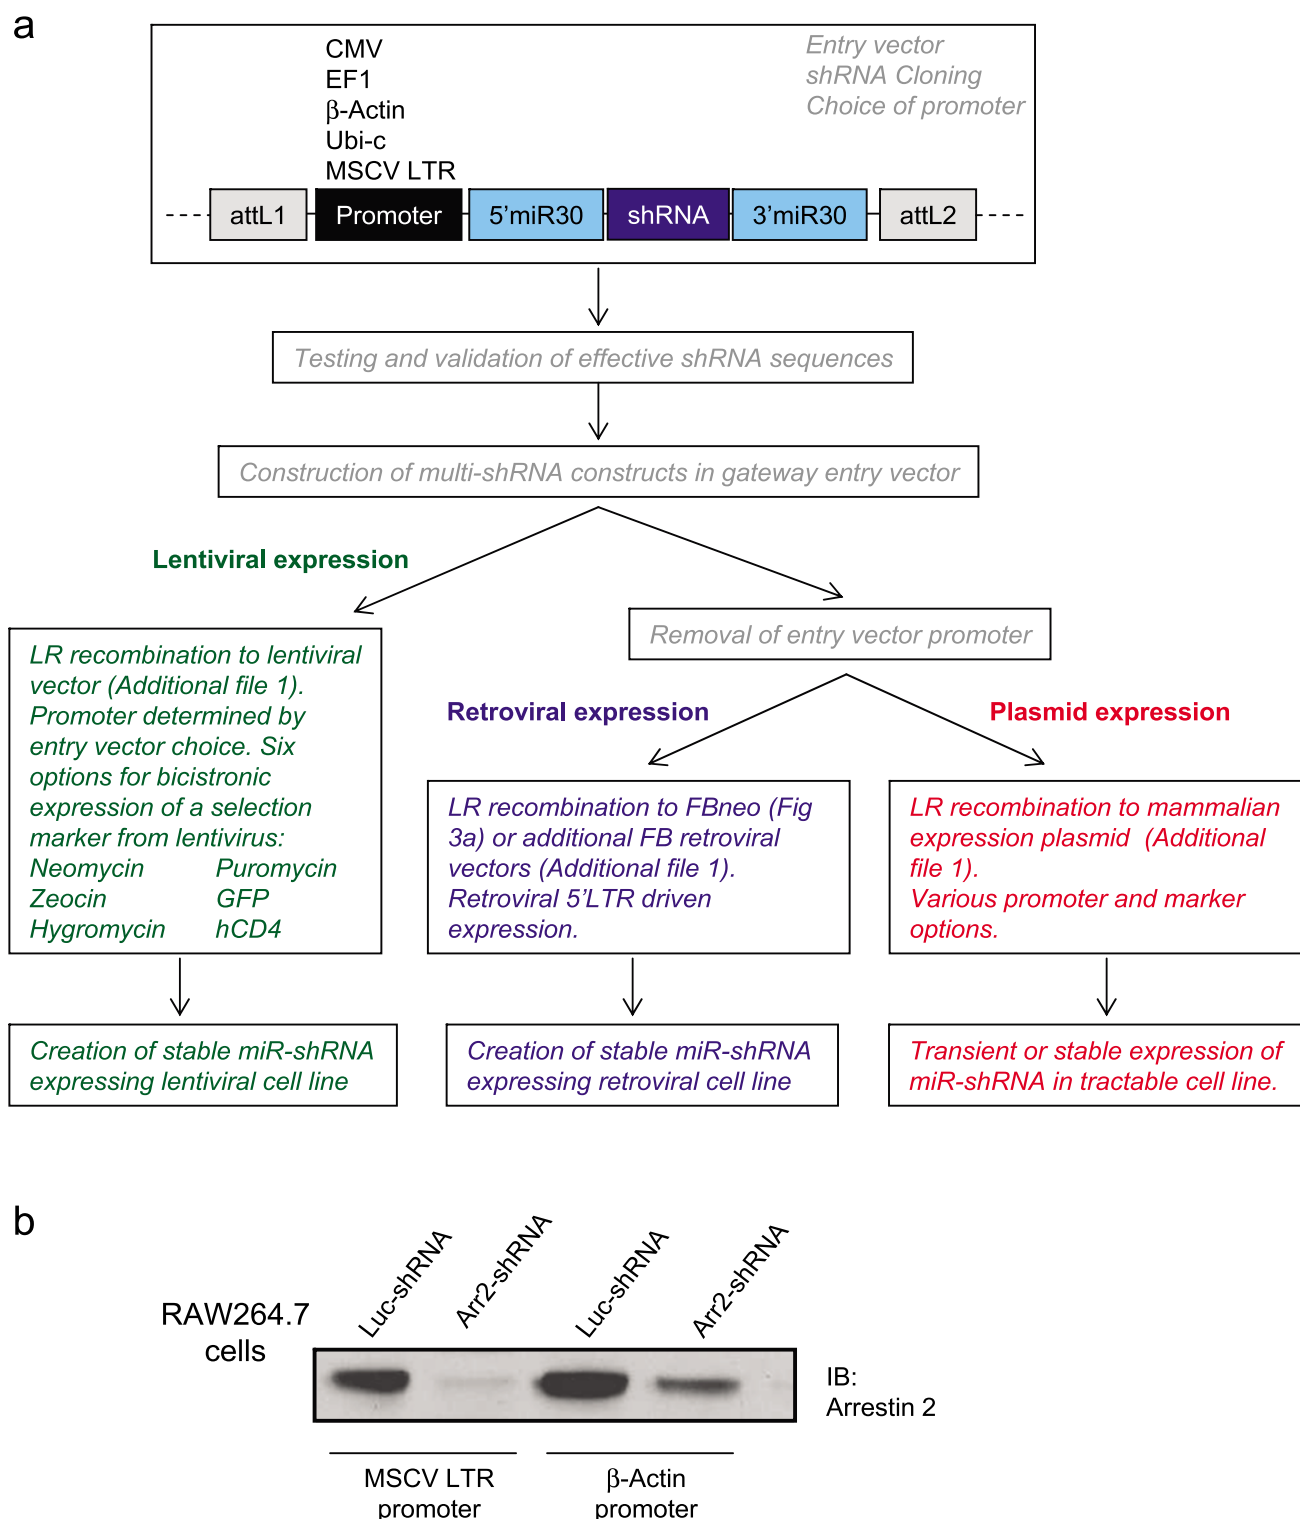 a
CMV
EF1
β-Actin
Ubi-c
MSCV LTR
Entry vector
shRNA Cloning
Choice of promoter
attL1
Promoter
5’miR30
shRNA
3’miR30
attL2
Testing and validation of effective shRNA sequences
Construction of multi-shRNA constructs in gateway entry vector
Lentiviral expression
Removal of entry vector promoter
LR recombination to lentiviral
vector (Additional file 1).
Promoter determined by
entry vector choice. Six
options for bicistronic
expression of a selection
marker from lentivirus:
Neomycin Puromycin
Zeocin GFP
Hygromycin hCD4
Retroviral expression
Plasmid expression
LR recombination to FBneo (Fig
3a) or additional FB retroviral
vectors (Additional file 1).
Retroviral 5’LTR driven
expression.
LR recombination to mammalian
expression plasmid (Additional
file 1).
Various promoter and marker
options.
Creation of stable miR-shRNA
expressing lentiviral cell line
Creation of stable miR-shRNA
expressing retroviral cell line
Transient or stable expression of
miR-shRNA in tractable cell line.
b
RAW264.7
cells
Luc-shRNA
Arr2-shRNA
Luc-shRNA
Arr2-shRNA
IB:
Arrestin 2
MSCV LTR
promoter
β-Actin
promoter